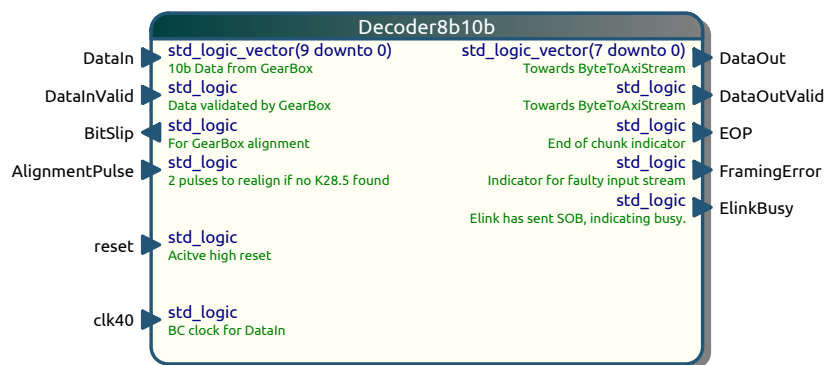 Decoder8b10b
DataIn
std_logic_vector(9 downto 0)
10b Data from GearBox
DataInValid
std_logic
Data validated by GearBox
BitSlip
std_logic
For GearBox alignment
AlignmentPulse
std_logic
2 pulses to realign if no K28.5 found
reset
std_logic
Acitve high reset
clk40
std_logic
BC clock for DataIn
std_logic_vector(7 downto 0)
Towards ByteToAxiStream
DataOut
std_logic
Towards ByteToAxiStream
DataOutValid
std_logic
End of chunk indicator
EOP
std_logic
Indicator for faulty input stream
FramingError
std_logic
Elink has sent SOB, indicating busy.
ElinkBusy